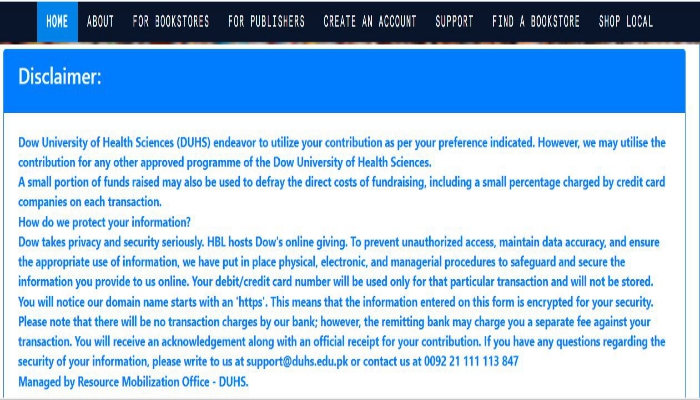 HOME ABOUT FOR BOOKSTORES FOR PUBLISHERS CREATE AN ACCOUNT SUPPORT FIND A BOOKSTORE SHOP LOCAL
Disclaimer:
Dow University of Health Sciences (DUHS) endeavor to utilize your contribution as per your preference indicated. However, we may utilise the
contribution for any other approved programme of the Dow University of Health Sciences.
A small portion of funds raised may also be used to defray the direct costs of fundraising, including a small percentage charged by credit card
companies on each transaction.
How do we protect your information?
Dow takes privacy and security seriously. HBL hosts Dow's online giving. To prevent unauthorized access, maintain data accuracy, and ensure
the appropriate use of information, we have put in place physical, electronic, and managerial procedures to safeguard and secure the
information you provide to us online. Your debit/credit card number will be used only for that particular transaction and will not be stored.
You will notice our domain name starts with an 'https'. This means that the information entered on this form is encrypted for your security.
Please note that there will be no transaction charges by our bank; however, the remitting bank may charge you a separate fee against your
transaction. You will receive an acknowledgement along with an official receipt for your contribution. If you have any questions regarding the
security of your information, please write to us at support@duhs.edu.pk or contact us at 0092 21 111 113 847
Managed by Resource Mobilization Office - DUHS.